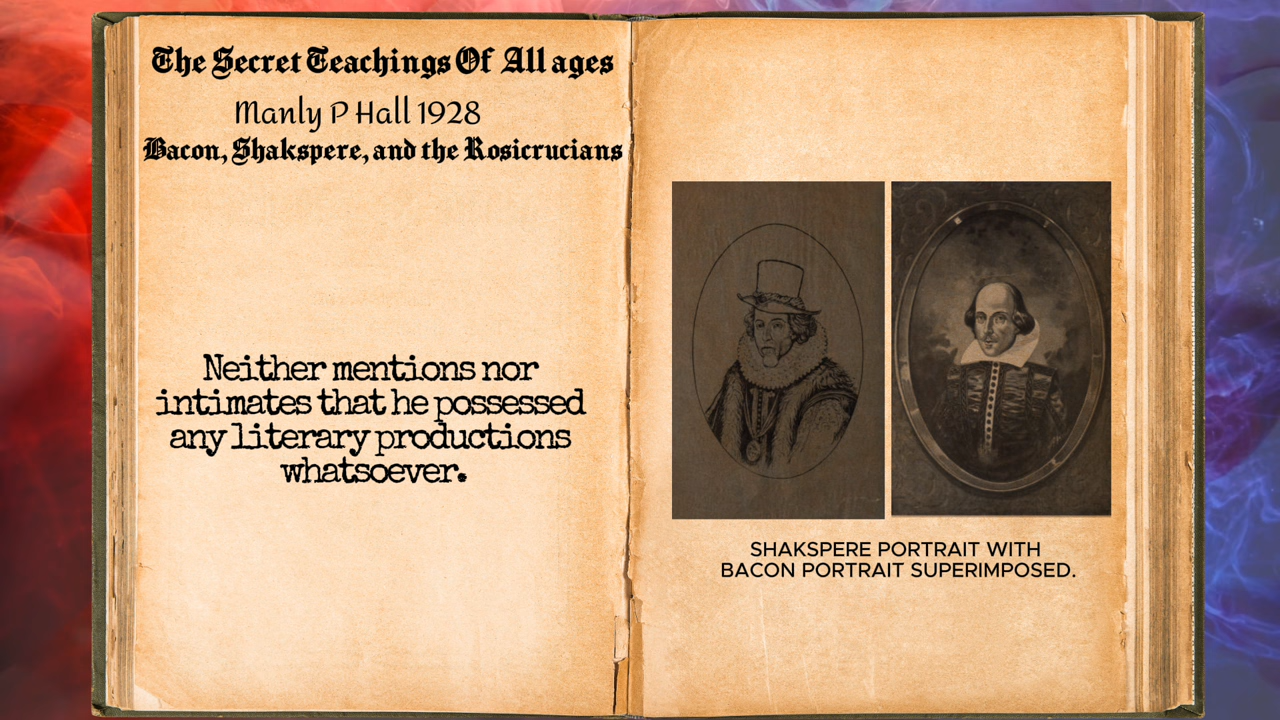 The Secret Teachings Of All ages
Manly P Hall 1928
Bacon, Shakspere, and the Rosicrucians
Neither mentions nor
intimates that he possessed
any literary productions
whatsoever.
SHAKSPERE PORTRAIT WITH
BACON PORTRAIT SUPERIMPOSED.